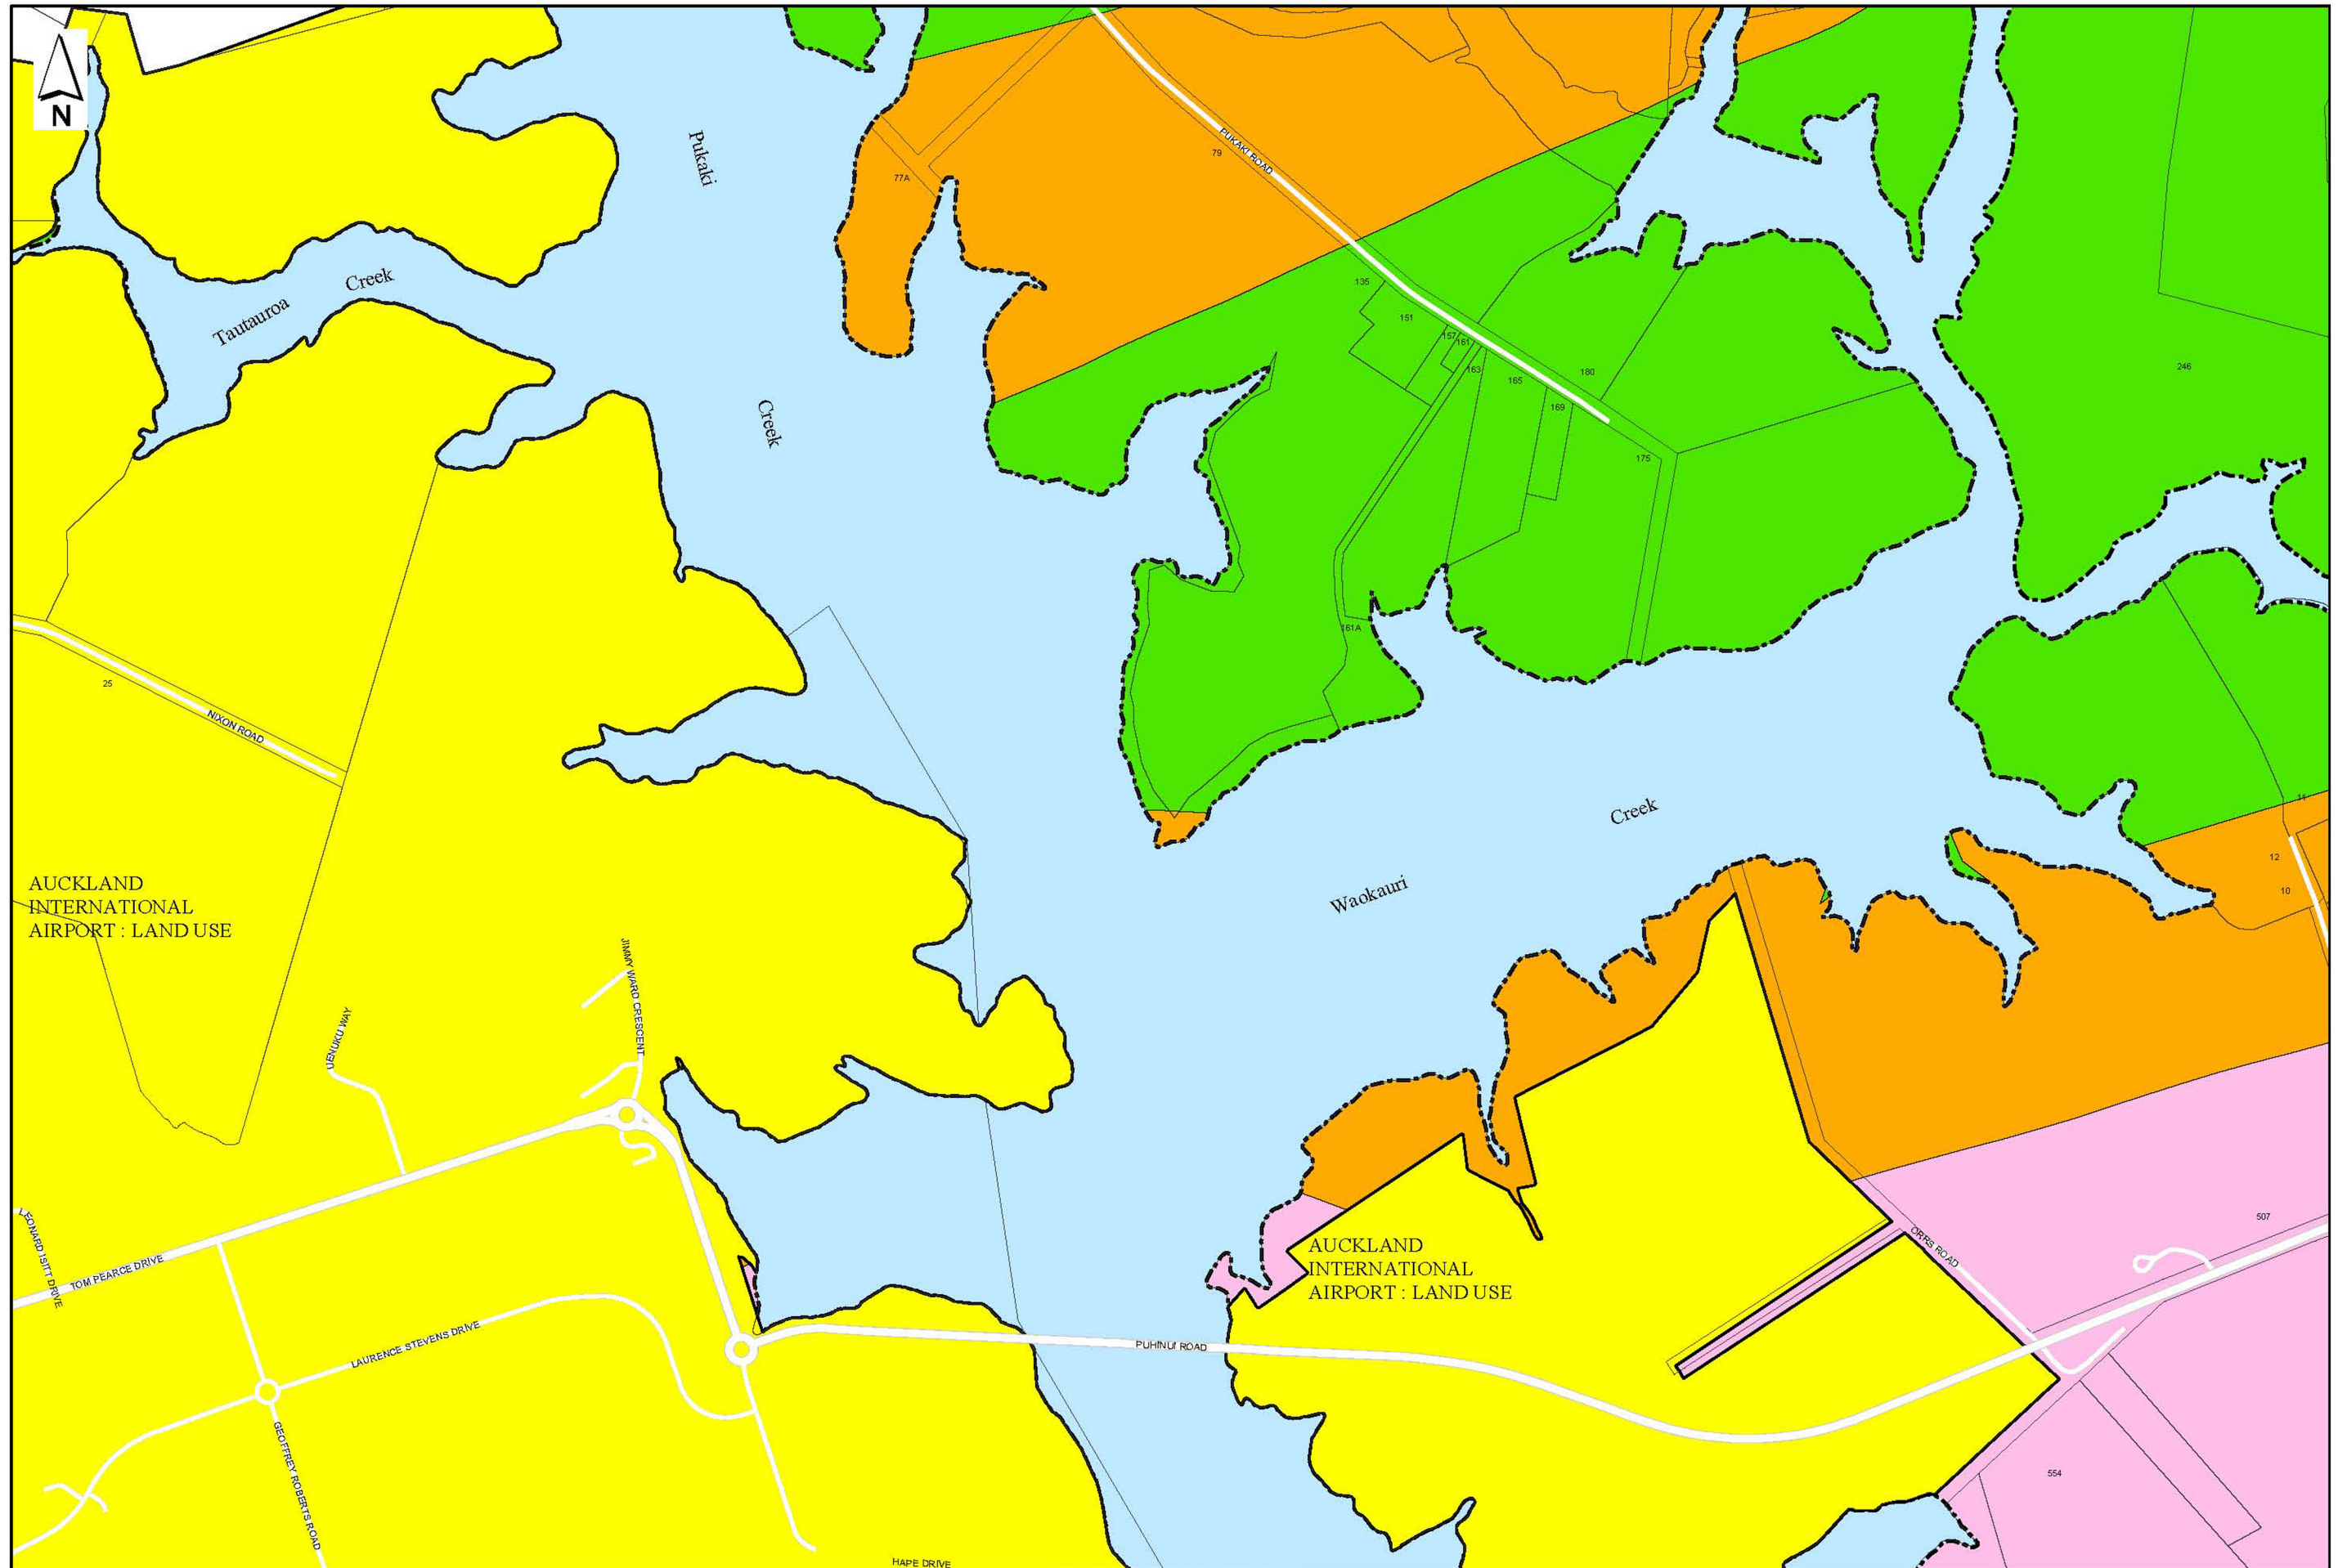 N
Pukaki
Creek
Tautauroa
Creek
PUKAKI ROAD
79
77A
135
151
157
161
163
165
169
180
175
161A
246
25
NIXON ROAD
Creek
Waokauri
11
12
10
AUCKLAND
INTERNATIONAL
AIRPORT : LAND USE
JIMMY WARD CRESCENT
UENUKU WAY
LEONARD ISITT DRIVE
TOM PEARCE DRIVE
LAURENCE STEVENS DRIVE
GEOFFREY ROBERTS ROAD
PUHINUI ROAD
AUCKLAND
INTERNATIONAL
AIRPORT : LAND USE
ORRS ROAD
507
554
HAPE DRIVE